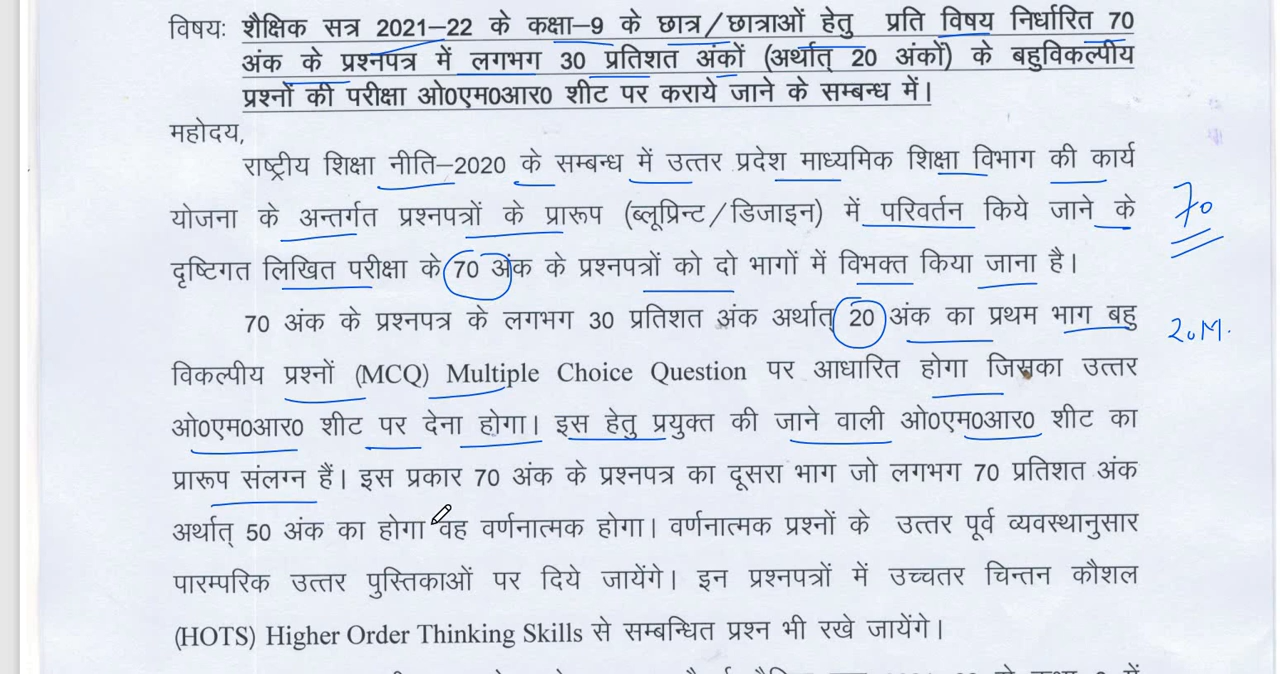 विषयः शैक्षिक सत्र 2021–22 के कक्षा–9 के छात्र/छात्राओं हेतु प्रति विषय निर्धारित 70
अंक के प्रश्नपत्र में लगभग 30 प्रतिशत अंकों (अर्थात् 20 अंकों) के बहुविकल्पीय
प्रश्नों की परीक्षा ओ0एम0आर0 शीट पर कराये जाने के सम्बन्ध में।
महोदय,
राष्ट्रीय शिक्षा नीति–2020 के सम्बन्ध में उत्तर प्रदेश माध्यमिक शिक्षा विभाग की कार्य
योजना के अन्तर्गत प्रश्नपत्रों के प्रारूप (ब्लूप्रिन्ट/डिजाइन) में परिवर्तन किये जाने के
70
दृष्टिगत लिखित परीक्षा के 70 अंक के प्रश्नपत्रों को दो भागों में विभक्त किया जाना है।
70 अंक के प्रश्नपत्र के लगभग 30 प्रतिशत अंक अर्थात् 20 अंक का प्रथम भाग बहु
20M.
विकल्पीय प्रश्नों (MCQ) Multiple Choice Question पर आधारित होगा जिसका उत्तर
ओ0एम0आर0 शीट पर देना होगा। इस हेतु प्रयुक्त की जाने वाली ओ0एम0आर0 शीट का
प्रारूप संलग्न हैं। इस प्रकार 70 अंक के प्रश्नपत्र का दूसरा भाग जो लगभग 70 प्रतिशत अंक
अर्थात् 50 अंक का होगा वह वर्णनात्मक होगा। वर्णनात्मक प्रश्नों के उत्तर पूर्व व्यवस्थानुसार
पारम्परिक उत्तर पुस्तिकाओं पर दिये जायेंगे। इन प्रश्नपत्रों में उच्चतर चिन्तन कौशल
(HOTS) Higher Order Thinking Skills से सम्बन्धित प्रश्न भी रखे जायेंगे।